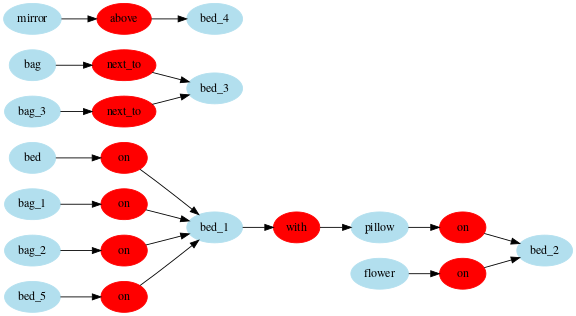 mirror above bed_4
bag next_to
bed_3
bag_3 next_to
bed on
bag_1 on
bed_1 with pillow on
bag_2 on
bed_2
flower on
bed_5 on